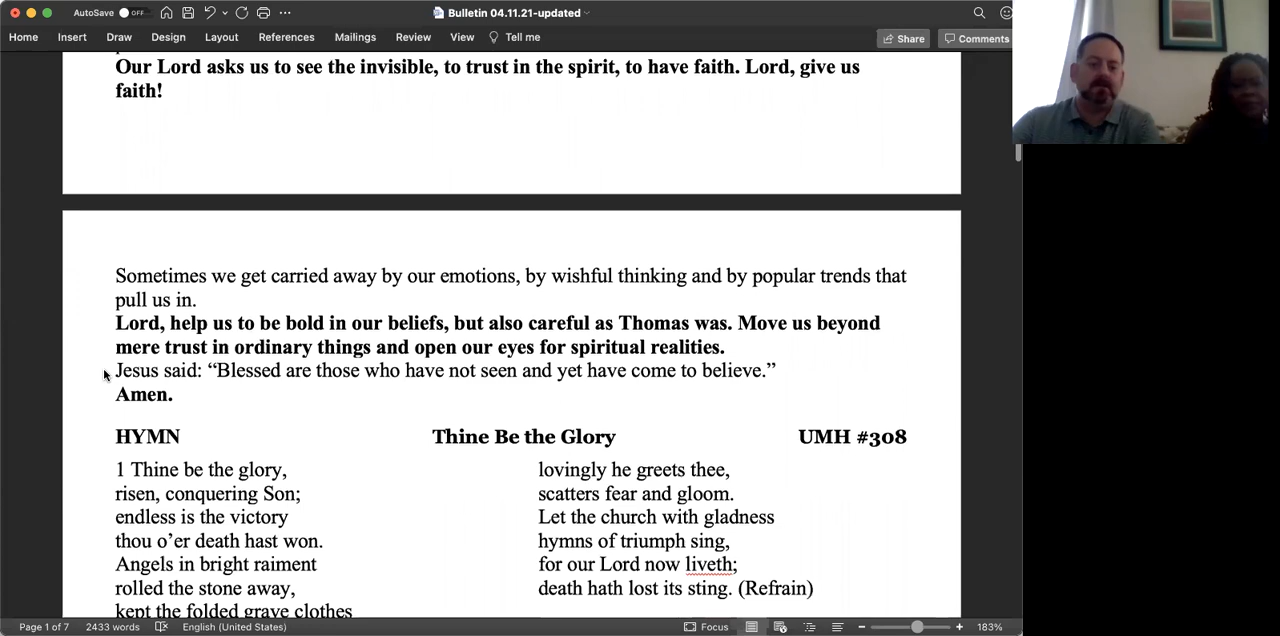 AutoSave OFF
Bulletin 04.11.21-updated
Home Insert Draw Design Layout References Mailings Review View Tell me
Share Comments
Our Lord asks us to see the invisible, to trust in the spirit, to have faith. Lord, give us
faith!
Sometimes we get carried away by our emotions, by wishful thinking and by popular trends that
pull us in.
Lord, help us to be bold in our beliefs, but also careful as Thomas was. Move us beyond
mere trust in ordinary things and open our eyes for spiritual realities.
Jesus said: “Blessed are those who have not seen and yet have come to believe.”
Amen.
HYMN Thine Be the Glory UMH #308
1 Thine be the glory,
risen, conquering Son;
endless is the victory
thou o’er death hast won.
Angels in bright raiment
rolled the stone away,
kept the folded grave clothes
lovingly he greets thee,
scatters fear and gloom.
Let the church with gladness
hymns of triumph sing,
for our Lord now liveth;
death hath lost its sting. (Refrain)
Page 1 of 7 2433 words English (United States) Focus 183%